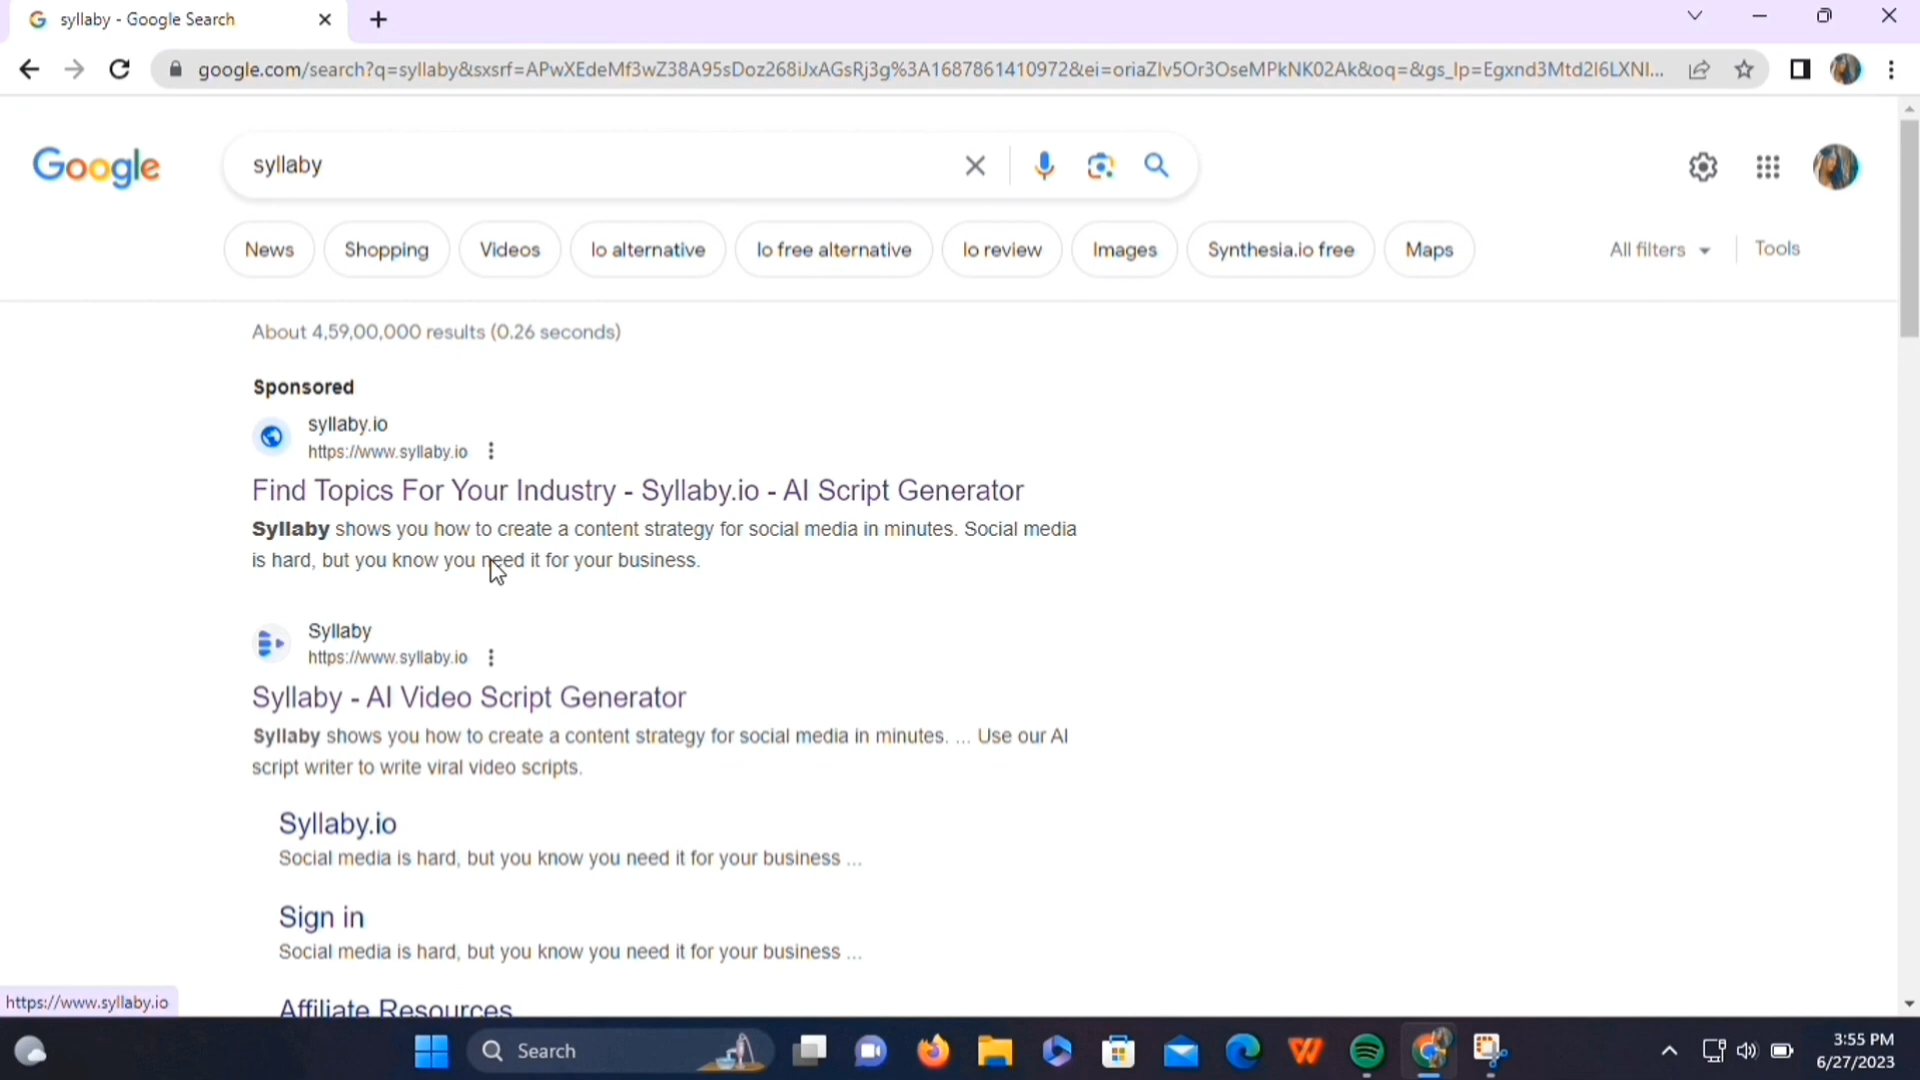 syllaby - Google Search
google.com/search?q=syllaby&sxsrf=APwXEdeMf3wZ38A95sDoz268iJxAGsRj3g%3A1687861410972&ei=oriaZIv5Or3OseMPkNK02Ak&oq=&gs_lp=Egxnd3Mtd2l6LXNl...
Google
syllaby
News
Shopping
Videos
Io alternative
Io free alternative
Io review
Images
Synthesia.io free
Maps
All filters
Tools
About 4,59,00,000 results (0.26 seconds)
Sponsored
syllaby.io
https://www.syllaby.io
Find Topics For Your Industry - Syllaby.io - AI Script Generator
Syllaby shows you how to create a content strategy for social media in minutes. Social media
is hard, but you know you need it for your business.
Syllaby
https://www.syllaby.io
Syllaby - AI Video Script Generator
Syllaby shows you how to create a content strategy for social media in minutes. ... Use our AI
script writer to write viral video scripts.
Syllaby.io
Social media is hard, but you know you need it for your business ...
Sign in
Social media is hard, but you know you need it for your business ...
Affiliate Resources
https://www.syllaby.io
Search
3:55 PM
6/27/2023